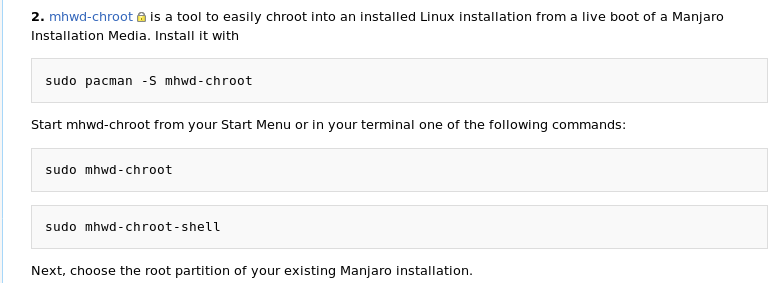 2. mhwd-chroot is a tool to easily chroot into an installed Linux installation from a live boot of a Manjaro
Installation Media. Install it with
sudo pacman -S mhwd-chroot
Start mhwd-chroot from your Start Menu or in your terminal one of the following commands:
sudo mhwd-chroot
sudo mhwd-chroot-shell
Next, choose the root partition of your existing Manjaro installation.